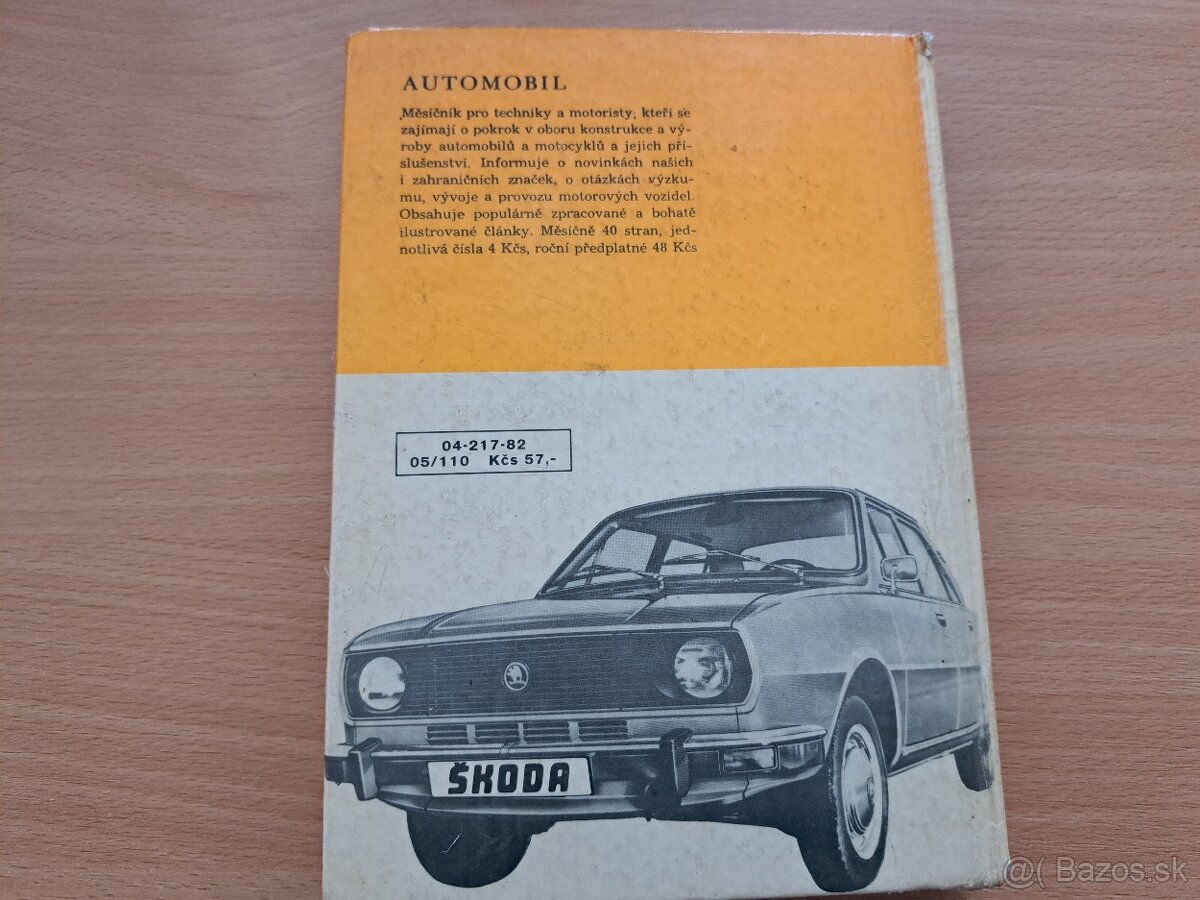 AUTOMOBIL
Měsíčník pro techniky a motoristy, kteří se
zajímají o pokrok v oboru konstrukce a vý-
roby automobilů a motocyklů a jejich pří-
slušenství. Informuje o novinkách našich
i zahraničních značek, o otázkách výzku-
mu, vývoje a provozu motorových vozidel.
Obsahuje populárně zpracované a bohatě
ilustrované články. Měsíčně 40 stran, jed-
notlivá čísla 4 Kčs, roční předplatné 48 Kčs
04-217-82
05/110 Kčs 57,-
ŠKODA
@( Bazos.sk